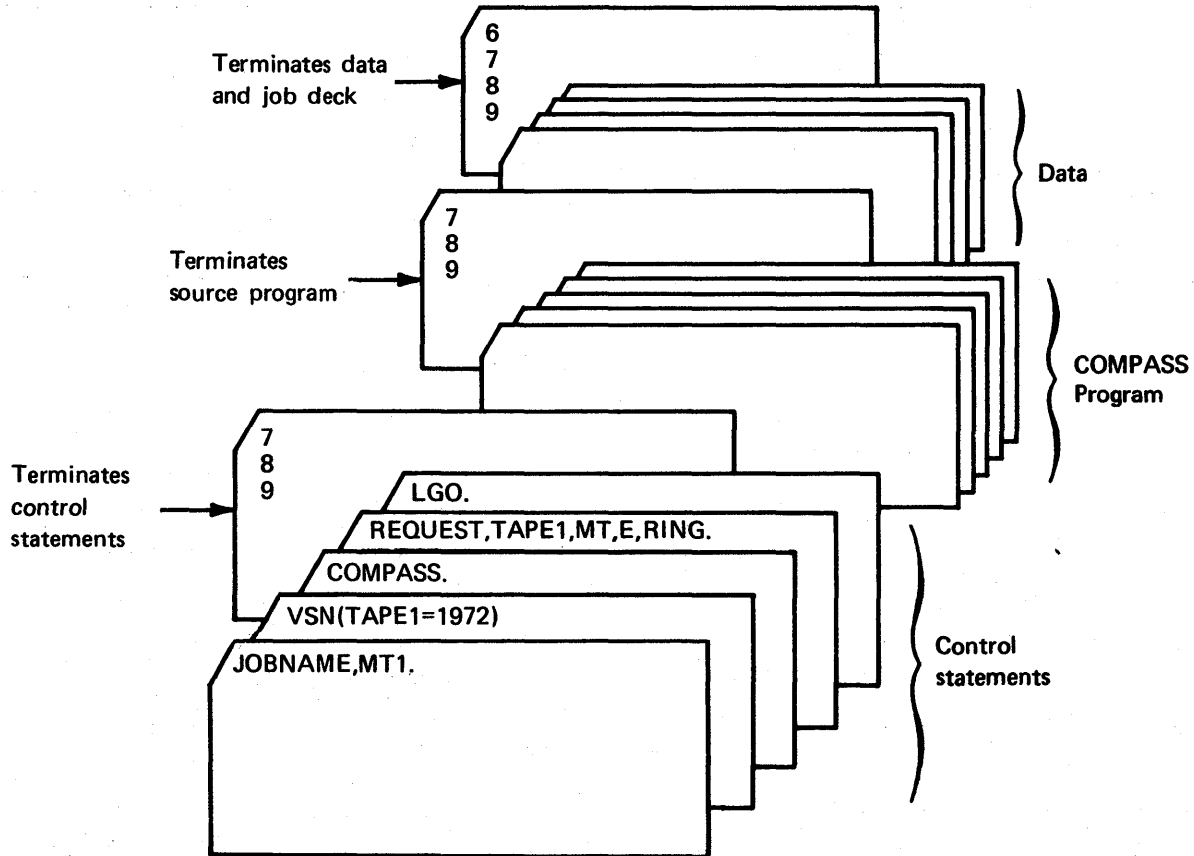 6
7
8
9
Terminates data
and job deck
Data
7
8
9
Terminates
source program
COMPASS
Program
7
8
9
Terminates
control
statements
LGO.
REQUEST,TAPE1,MT,E,RING.
COMPASS.
VSN(TAPE1=1972)
JOBNAME,MT1.
Control
statements